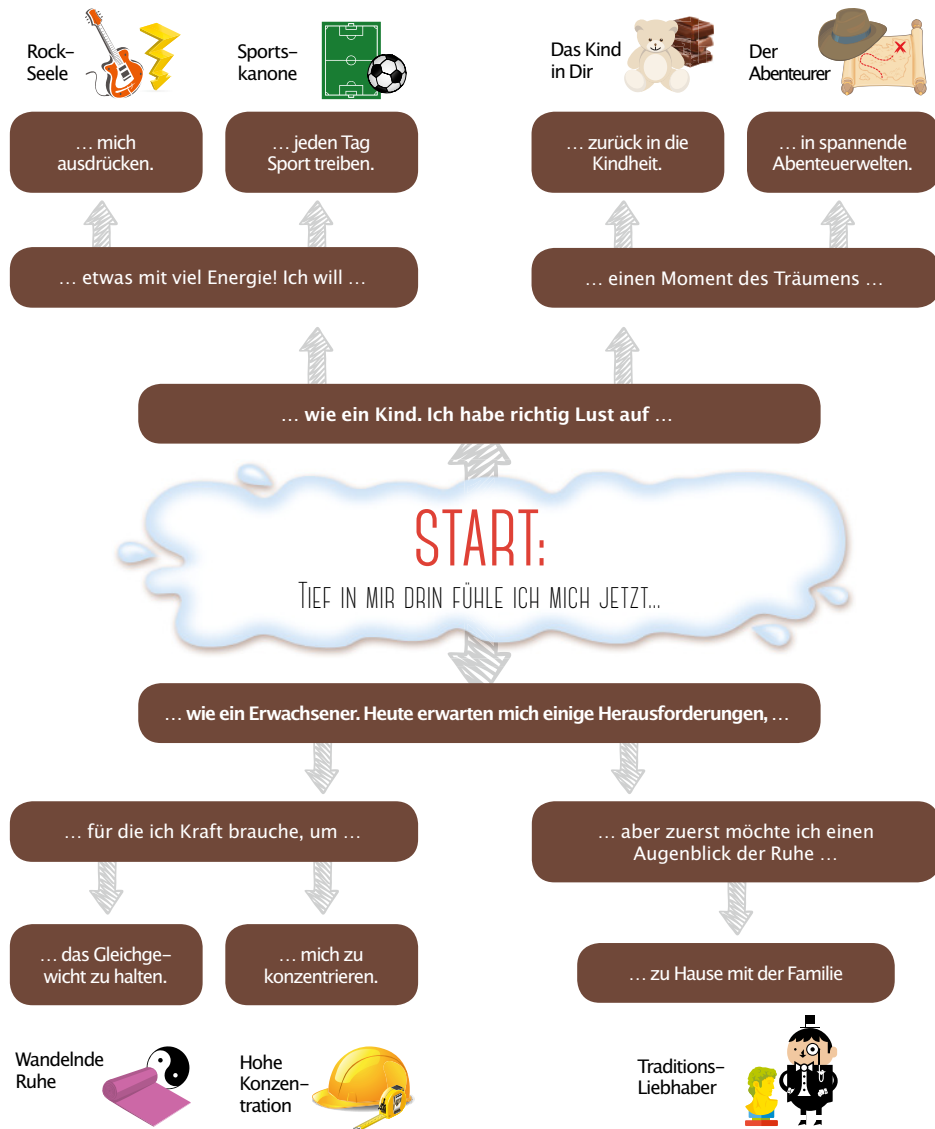 Rock-
Seele
Sports-
kanone
Das Kind
in Dir
Der
Abenteurer
… mich
ausdrücken.
… jeden Tag
Sport treiben.
… zurück in die
Kindheit.
… in spannende
Abenteuerwelten.
… etwas mit viel Energie! Ich will …
… einen Moment des Träumens …
… wie ein Kind. Ich habe richtig Lust auf …
START:
TIEF IN MIR DRIN FÜHLE ICH MICH JETZT...
… wie ein Erwachsener. Heute erwarten mich einige Herausforderungen, …
… für die ich Kraft brauche, um …
… aber zuerst möchte ich einen
Augenblick der Ruhe …
… das Gleichge-
wicht zu halten.
… mich zu
konzentrieren.
… zu Hause mit der Familie
Wandelnde
Ruhe
Hohe
Konzen-
tration
Traditions-
Liebhaber